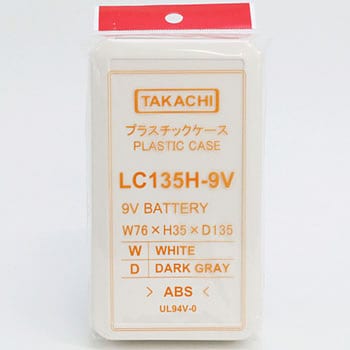 TAKACHI
プラスチックケース
PLASTIC CASE
LC135H-9V
9V BATTERY
W76×H35×D135
W WHITE
D DARK GRAY
> ABS <
UL94V-0